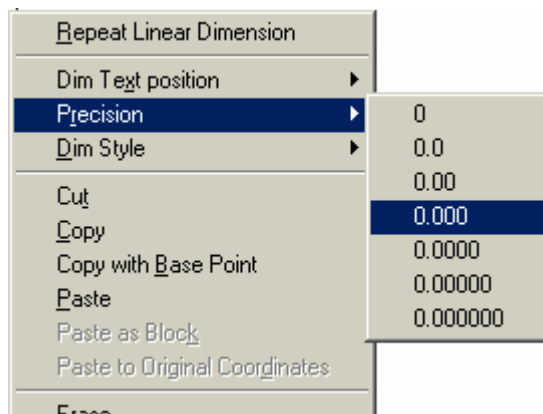 Repeat Linear Dimension
Dim Text position
Precision
Dim Style
Cut
Copy
Copy with Base Point
Paste
Paste as Block
Paste to Original Coordinates
Erase
0
0.0
0.00
0.000
0.0000
0.00000
0.000000